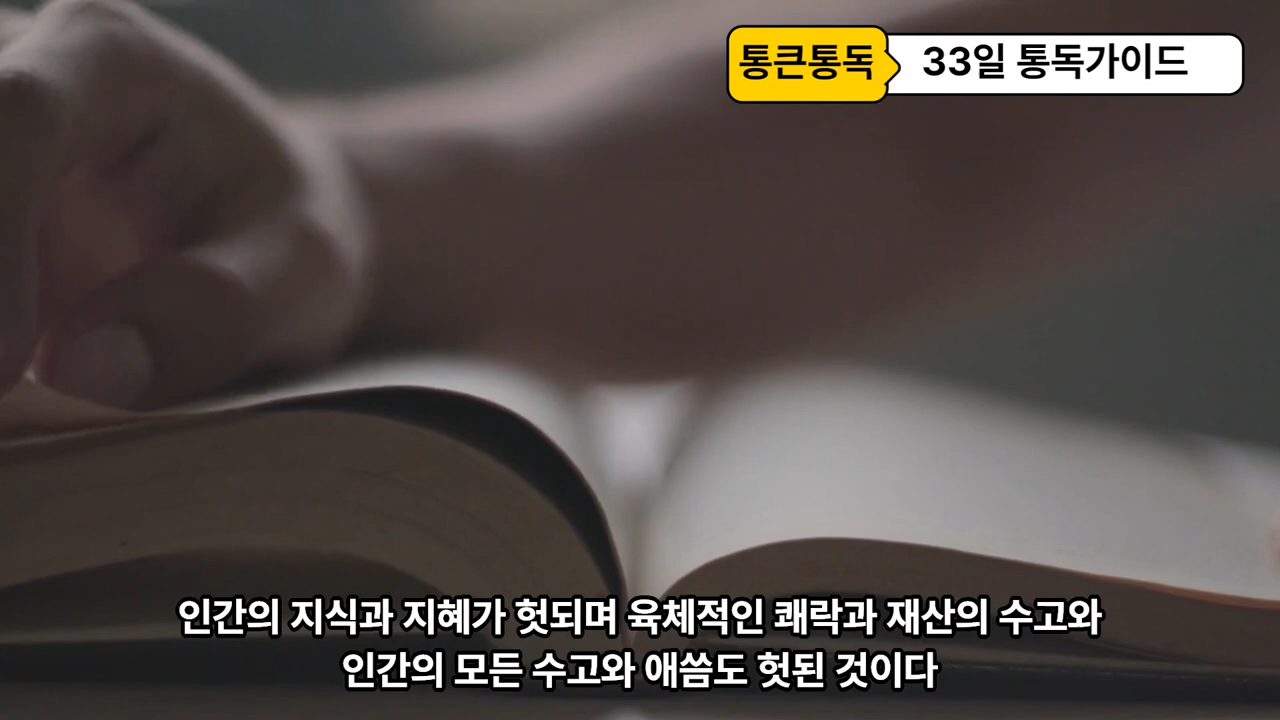 통큰통독 33일 통독가이드
인간의 지식과 지혜가 헛되며 육체적인 쾌락과 재산의 수고와
인간의 모든 수고와 애씀도 헛된 것이다